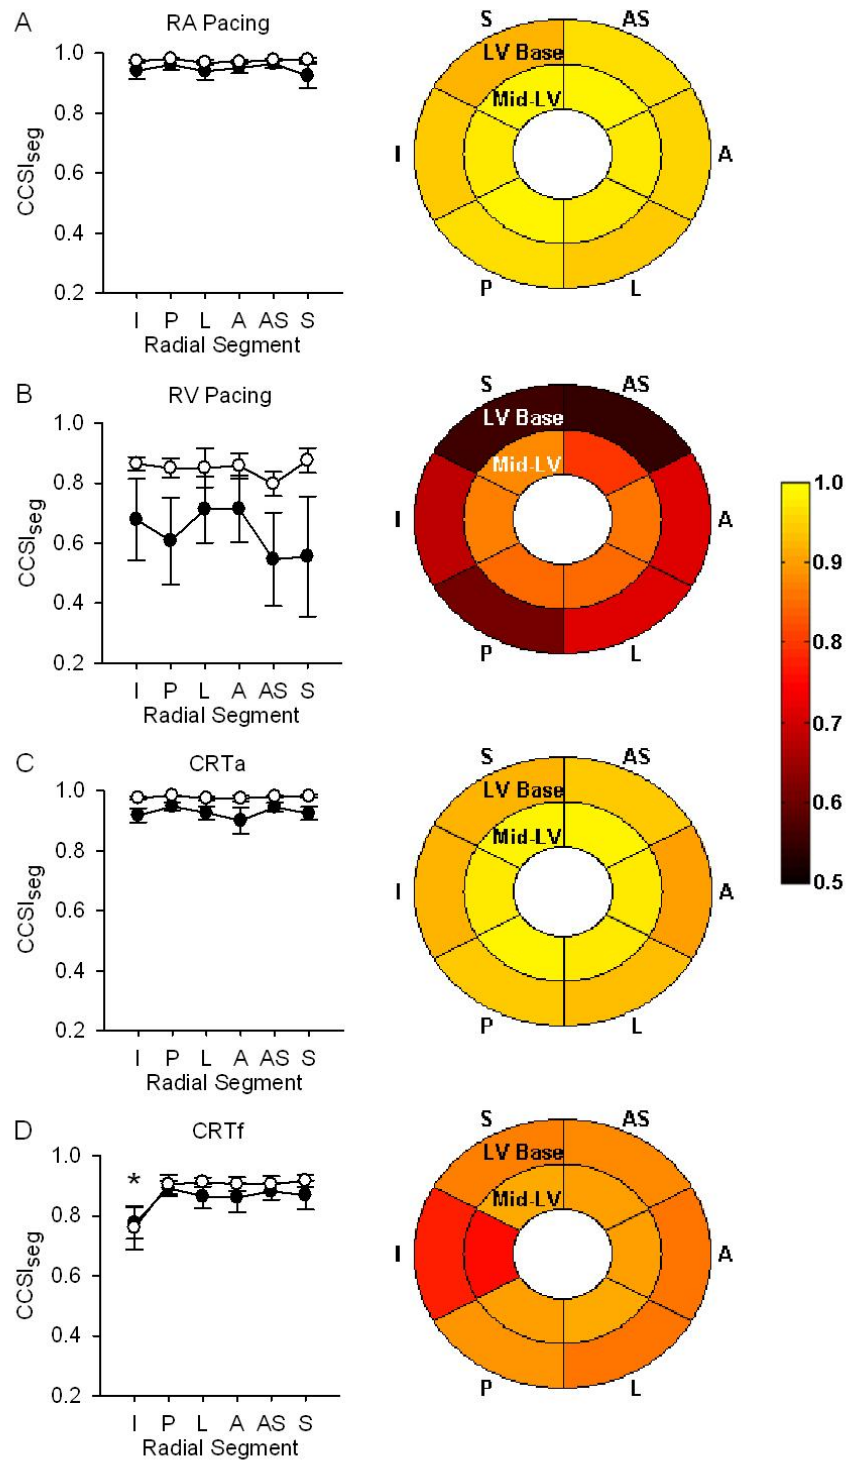 A
RA Pacing
1.0
0.8
0.6
0.4
0.2
CCSIseg
I P L A AS S
Radial Segment
S AS
LV Base
Mid-LV
I A
P L
B
RV Pacing
1.0
0.8
0.6
0.4
0.2
CCSIseg
I P L A AS S
Radial Segment
S AS
LV Base
Mid-LV
I A
P L
1.0
0.9
0.8
0.7
0.6
0.5
C
CRTa
1.0
0.8
0.6
0.4
0.2
CCSIseg
I P L A AS S
Radial Segment
S AS
LV Base
Mid-LV
I A
P L
D
CRTf
1.0
0.8
0.6
0.4
0.2
CCSIseg
*
I P L A AS S
Radial Segment
S AS
LV Base
Mid-LV
I A
P L